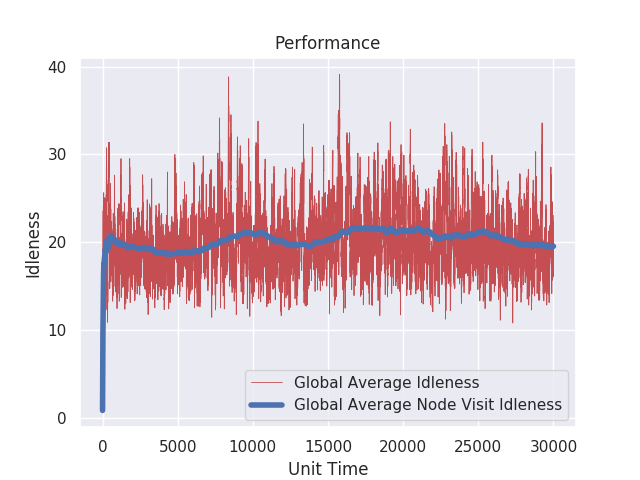 Performance
40
30
20
10
0
Idleness
Global Average Idleness
Global Average Node Visit Idleness
0 5000 10000 15000 20000 25000 30000
Unit Time